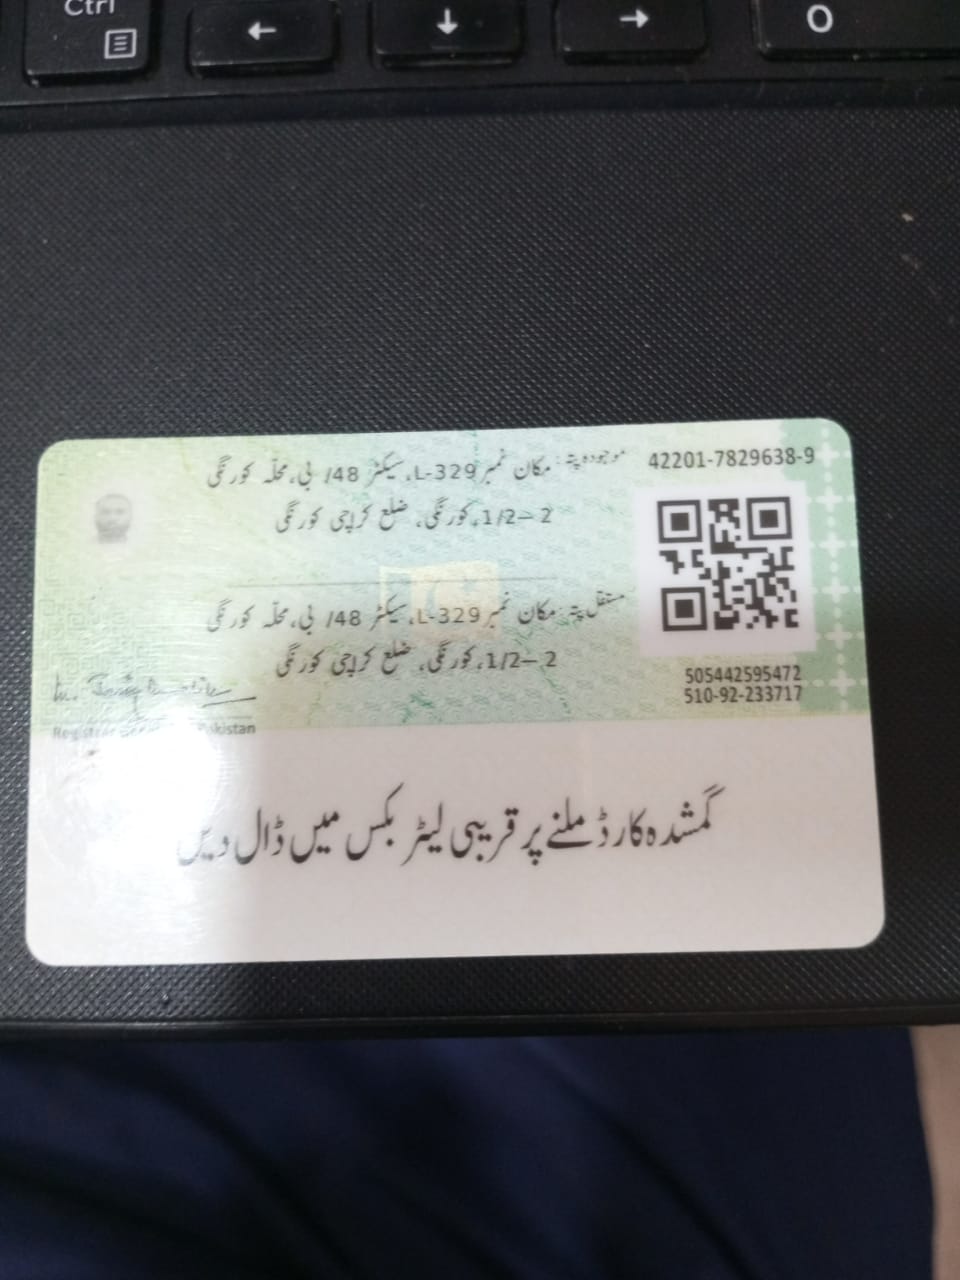 Ctrl
O
42201-7829638-9
موجودہ پتہ: مکان نمبر L-329، سیکٹر 48/ بی، محلہ کورنگی
2 –1/2، کورنگی، ضلع کراچی کورنگی
مستقل پتہ: مکان نمبر L-329، سیکٹر 48/ بی، محلہ کورنگی
2 –1/2، کورنگی، ضلع کراچی کورنگی
505442595472
510-92-233717
Registrar Pakistan
گمشدہ کارڈ ملنے پر قریبی لیٹر بکس میں ڈال دیں